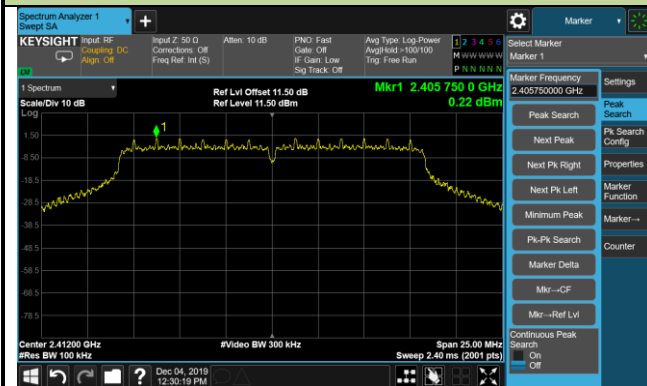 Spectrum Analyzer 1
Swept SA
Marker
KEYSIGHT
Input: RF
Coupling: DC
Align: Off
Input Z: 50 Ω
Corrections: Off
Freq Ref: Int (S)
Atten: 10 dB
PNO: Fast
Gate: Off
IF Gain: Low
Sig Track: Off
Avg Type: Log-Power
Avg|Hold:>100/100
Trig: Free Run
1 2 3 4 5 6
M W W W W W
P N N N N N
Select Marker
Marker 1
1 Spectrum
Scale/Div 10 dB
Log
Ref Lvl Offset 11.50 dB
Ref Level 11.50 dBm
Mkr1 2.405 750 0 GHz
0.22 dBm
1
1.50
-8.50
-18.5
-28.5
-38.5
-48.5
-58.5
-68.5
-78.5
Center 2.41200 GHz
#Res BW 100 kHz
#Video BW 300 kHz
Span 25.00 MHz
Sweep 2.40 ms (2001 pts)
Marker Frequency
2.405750000 GHz
Peak Search
Next Peak
Next Pk Right
Next Pk Left
Minimum Peak
Pk-Pk Search
Marker Delta
Mkr→CF
Mkr→Ref Lvl
Continuous Peak
Search
On
Off
Settings
Peak
Search
Pk Search
Config
Properties
Marker
Function
Marker→
Counter
Dec 04, 2019
12:30:19 PM